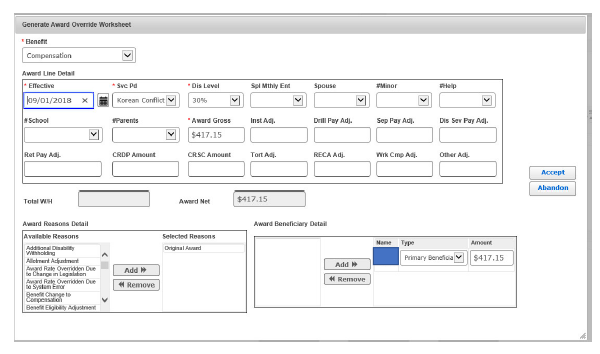 Generate Award Override Worksheet
* Benefit
Compensation
Award Line Detail
* Effective * Svc Pd * Dis Level Spl Mthly Ent Spouse #Minor #Help
09/01/2018 × Korean Conflict 30%
#School #Parents * Award Gross Inst Adj. Drill Pay Adj. Sep Pay Adj. Dis Sev Pay Adj.
$417.15
Ret Pay Adj. CRDP Amount CRSC Amount Tort Adj. RECA Adj. Wrk Cmp Adj. Other Adj.
Accept
Abandon
Total W/H Award Net $417.15
Award Reasons Detail Award Beneficiary Detail
Available Reasons Selected Reasons
Additional Disability
Withholding
Allotment Adjustment
Award Rate Overridden Due
to Change in Legislation
Award Rate Overridden Due
to System Error
Benefit Change to
Compensation
Benefit Eligibility Adjustment
Add
Remove
Original Award
Add
Remove
Name Type Amount
Primary Beneficia $417.15